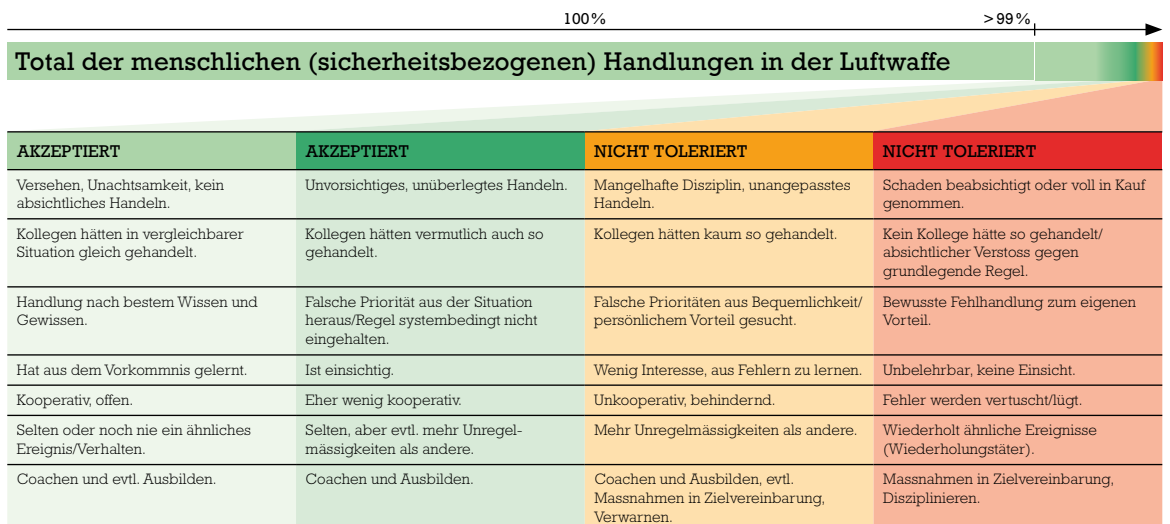 100%
>99%
Total der menschlichen (sicherheitsbezogenen) Handlungen in der Luftwaffe
AKZEPTIERT
AKZEPTIERT
NICHT TOLERIERT
NICHT TOLERIERT
Versehen, Unachtsamkeit, kein
absichtliches Handeln.
Unvorsichtiges, unüberlegtes Handeln.
Mangelhafte Disziplin, unangepasstes
Handeln.
Schaden beabsichtigt oder voll in Kauf
genommen.
Kollegen hätten in vergleichbarer
Situation gleich gehandelt.
Kollegen hätten vermutlich auch so
gehandelt.
Kollegen hätten kaum so gehandelt.
Kein Kollege hätte so gehandelt/
absichtlicher Verstoss gegen
grundlegende Regel.
Handlung nach bestem Wissen und
Gewissen.
Falsche Priorität aus der Situation
heraus/Regel systembedingt nicht
eingehalten.
Falsche Prioritäten aus Bequemlichkeit/
persönlichem Vorteil gesucht.
Bewusste Fehlhandlung zum eigenen
Vorteil.
Hat aus dem Vorkommnis gelernt.
Ist einsichtig.
Wenig Interesse, aus Fehlern zu lernen.
Unbelehrbar, keine Einsicht.
Kooperativ, offen.
Eher wenig kooperativ.
Unkooperativ, behindernd.
Fehler werden vertuscht/lügt.
Selten oder noch nie ein ähnliches
Ereignis/Verhalten.
Selten, aber evtl. mehr Unregel-
mässigkeiten als andere.
Mehr Unregelmässigkeiten als andere.
Wiederholt ähnliche Ereignisse
(Wiederholungstäter).
Coachen und evtl. Ausbilden.
Coachen und Ausbilden.
Coachen und Ausbilden, evtl.
Massnahmen in Zielvereinbarung,
Verwarnen.
Massnahmen in Zielvereinbarung,
Disziplinieren.